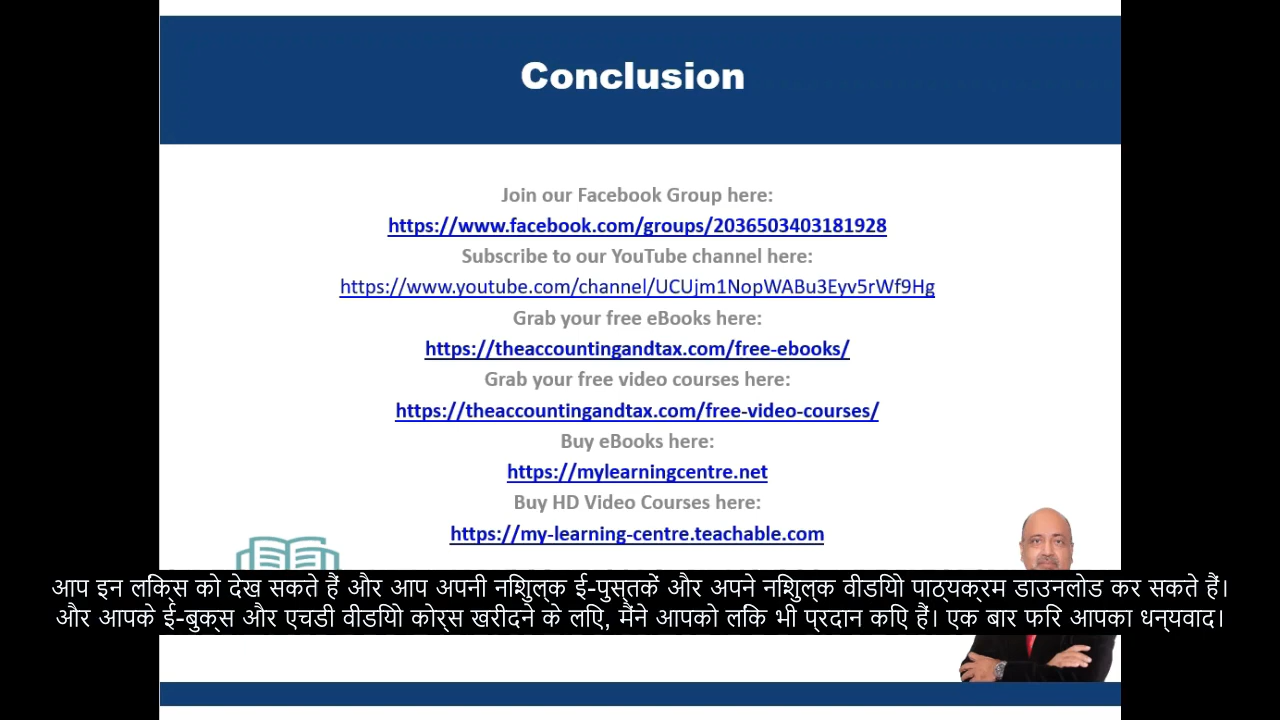 Conclusion
Join our Facebook Group here:
https://www.facebook.com/groups/2036503403181928
Subscribe to our YouTube channel here:
https://www.youtube.com/channel/UCUjm1NopWABu3Eyv5rWf9Hg
Grab your free eBooks here:
https://theaccountingandtax.com/free-ebooks/
Grab your free video courses here:
https://theaccountingandtax.com/free-video-courses/
Buy eBooks here:
https://mylearningcentre.net
Buy HD Video Courses here:
https://my-learning-centre.teachable.com
आप इन लिंक्स को देख सकते हैं और आप अपनी निशुल्क ई-पुस्तकें और अपने निशुल्क वीडियो पाठ्यक्रम डाउनलोड कर सकते हैं।
और आपके ई-बुक्स और एचडी वीडियो कोर्स खरीदने के लिए, मैंने आपको लिंक भी प्रदान किए हैं। एक बार फिर आपका धन्यवाद।